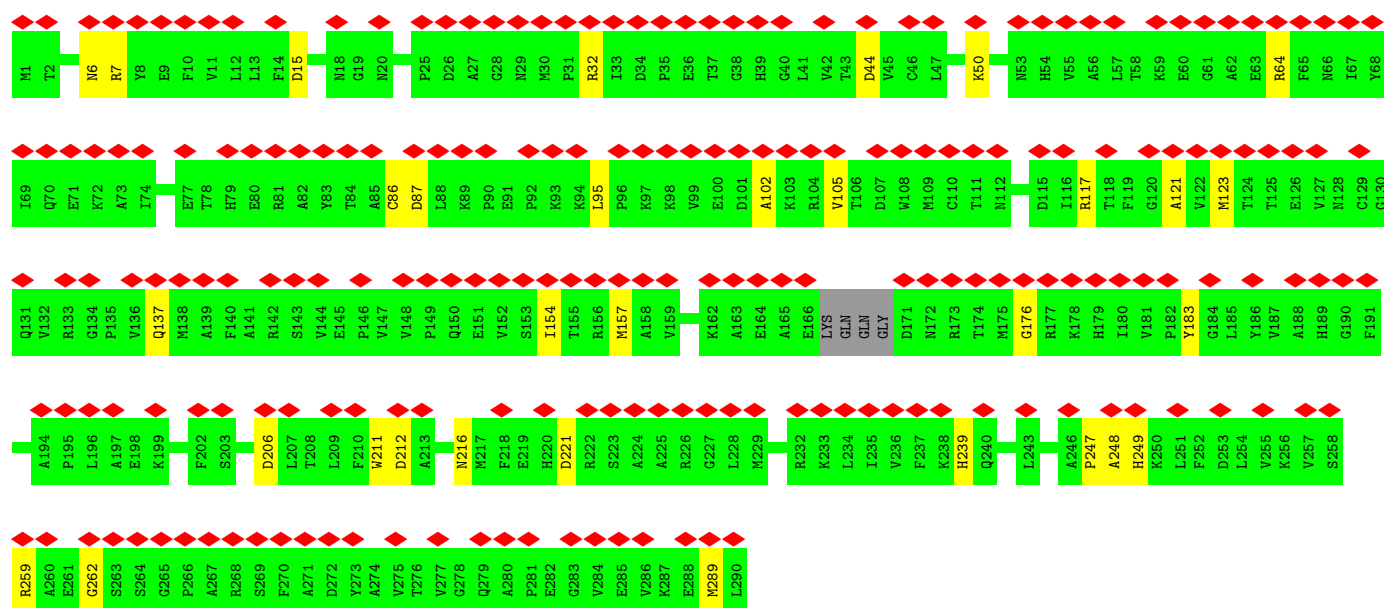 M1 T2 N6 R7 Y8 E9 F10 V11 L12 L13 F14 D15 N18 G19 N20 P25 D26 A27 G28 N29 M30 P31 R32 I33 D34 P35 E36 T37 G38 H39 G40 L41 V42 T43 D44 V45 C46 L47 K50 N53 H54 V55 A56 L57 T58 K59 E60 G61 A62 E63 R64 F65 N66 I67 Y68
I69 Q70 E71 K72 A73 I74 E77 T78 H79 E80 R81 A82 Y83 T84 A85 C86 D87 L88 K89 P90 E91 P92 K93 K94 L95 P96 K97 K98 V99 E100 D101 A102 K103 R104 V105 T106 D107 W108 M109 C110 T111 N112 D115 I116 R117 T118 F119 G120 A121 V122 M123 T124 T125 E126 V127 N128 C129 G130
Q131 V132 R133 G134 P135 V136 Q137 M138 A139 F140 A141 R142 S143 V144 E145 P146 V147 V148 P149 Q150 E151 V152 S153 I154 T155 R156 M157 A158 V159 K162 A163 E164 A165 E166 LYS GLN GLN GLY D171 N172 R173 T174 M175 G176 R177 K178 H179 I180 V181 P182 Y183 G184 L185 Y186 V187 A188 H189 G190 F191
A194 P195 L196 A197 E198 K199 F202 S203 D206 L207 T208 L209 F210 W211 D212 A213 N216 M217 F218 E219 H220 D221 R222 S223 A224 A225 R226 G227 L228 M229 R232 K233 L234 I235 V236 F237 K238 H239 Q240 L243 A246 P247 A248 H249 K250 L251 F252 D253 L254 V255 K256 V257 S258
R259 A260 E261 G262 S263 S264 G265 P266 A267 R268 S269 F270 A271 D272 Y273 A274 V275 T276 V277 G278 Q279 A280 P281 E282 G283 V284 E285 V286 K287 E288 M289 L290